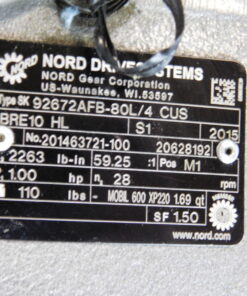 NORD DRIVESYSTEMS
NORD Gear Corporation
US-Waunakee, WI.53597
Type SK 92672AFB-80L/4 CUS
BRE10 HL S1 2015
No.201463721-100 20628192
2263 lb-in 59.25 :1 Pos M1
1.00 hp n2 28 rpm
110 lbs - MOBIL 600 XP220 1.69 qt
SF 1.50
www.nord.com
NORD